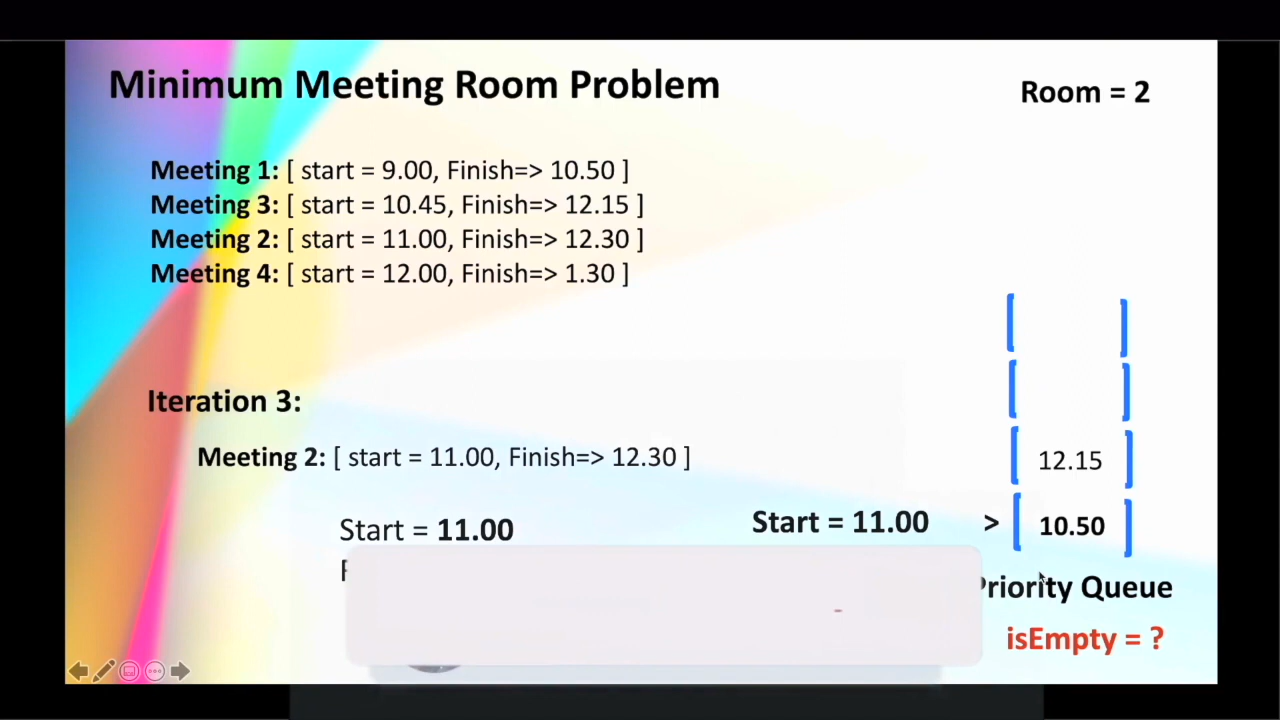 Minimum Meeting Room Problem
Room = 2
Meeting 1: [ start = 9.00, Finish=> 10.50 ]
Meeting 3: [ start = 10.45, Finish=> 12.15 ]
Meeting 2: [ start = 11.00, Finish=> 12.30 ]
Meeting 4: [ start = 12.00, Finish=> 1.30 ]
Iteration 3:
Meeting 2: [ start = 11.00, Finish=> 12.30 ]
12.15
Start = 11.00
Start = 11.00 > 10.50
Priority Queue
isEmpty = ?